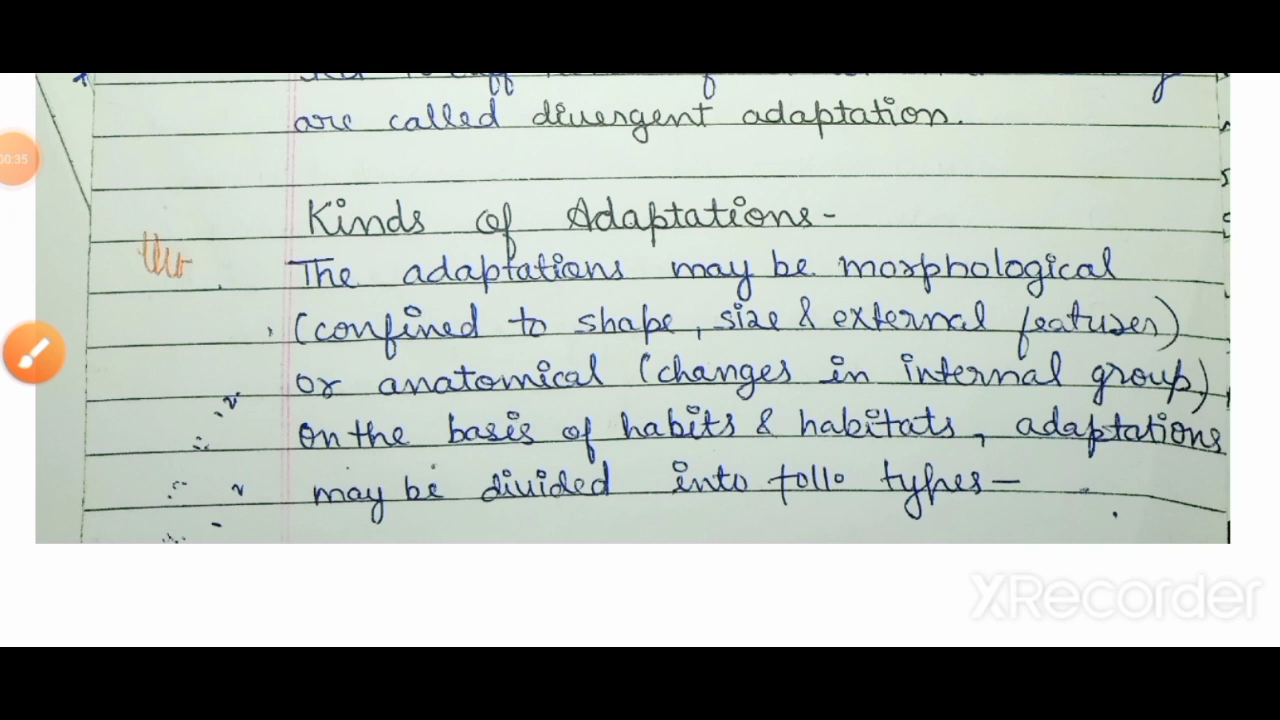 are called divergent adaptation.
Kinds of Adaptations-
The adaptations may be morphological
(confined to shape, size & external features)
or anatomical (changes in internal group)
on the basis of habits & habitats, adaptations
may be divided into follo types—
00:35
XRecorder